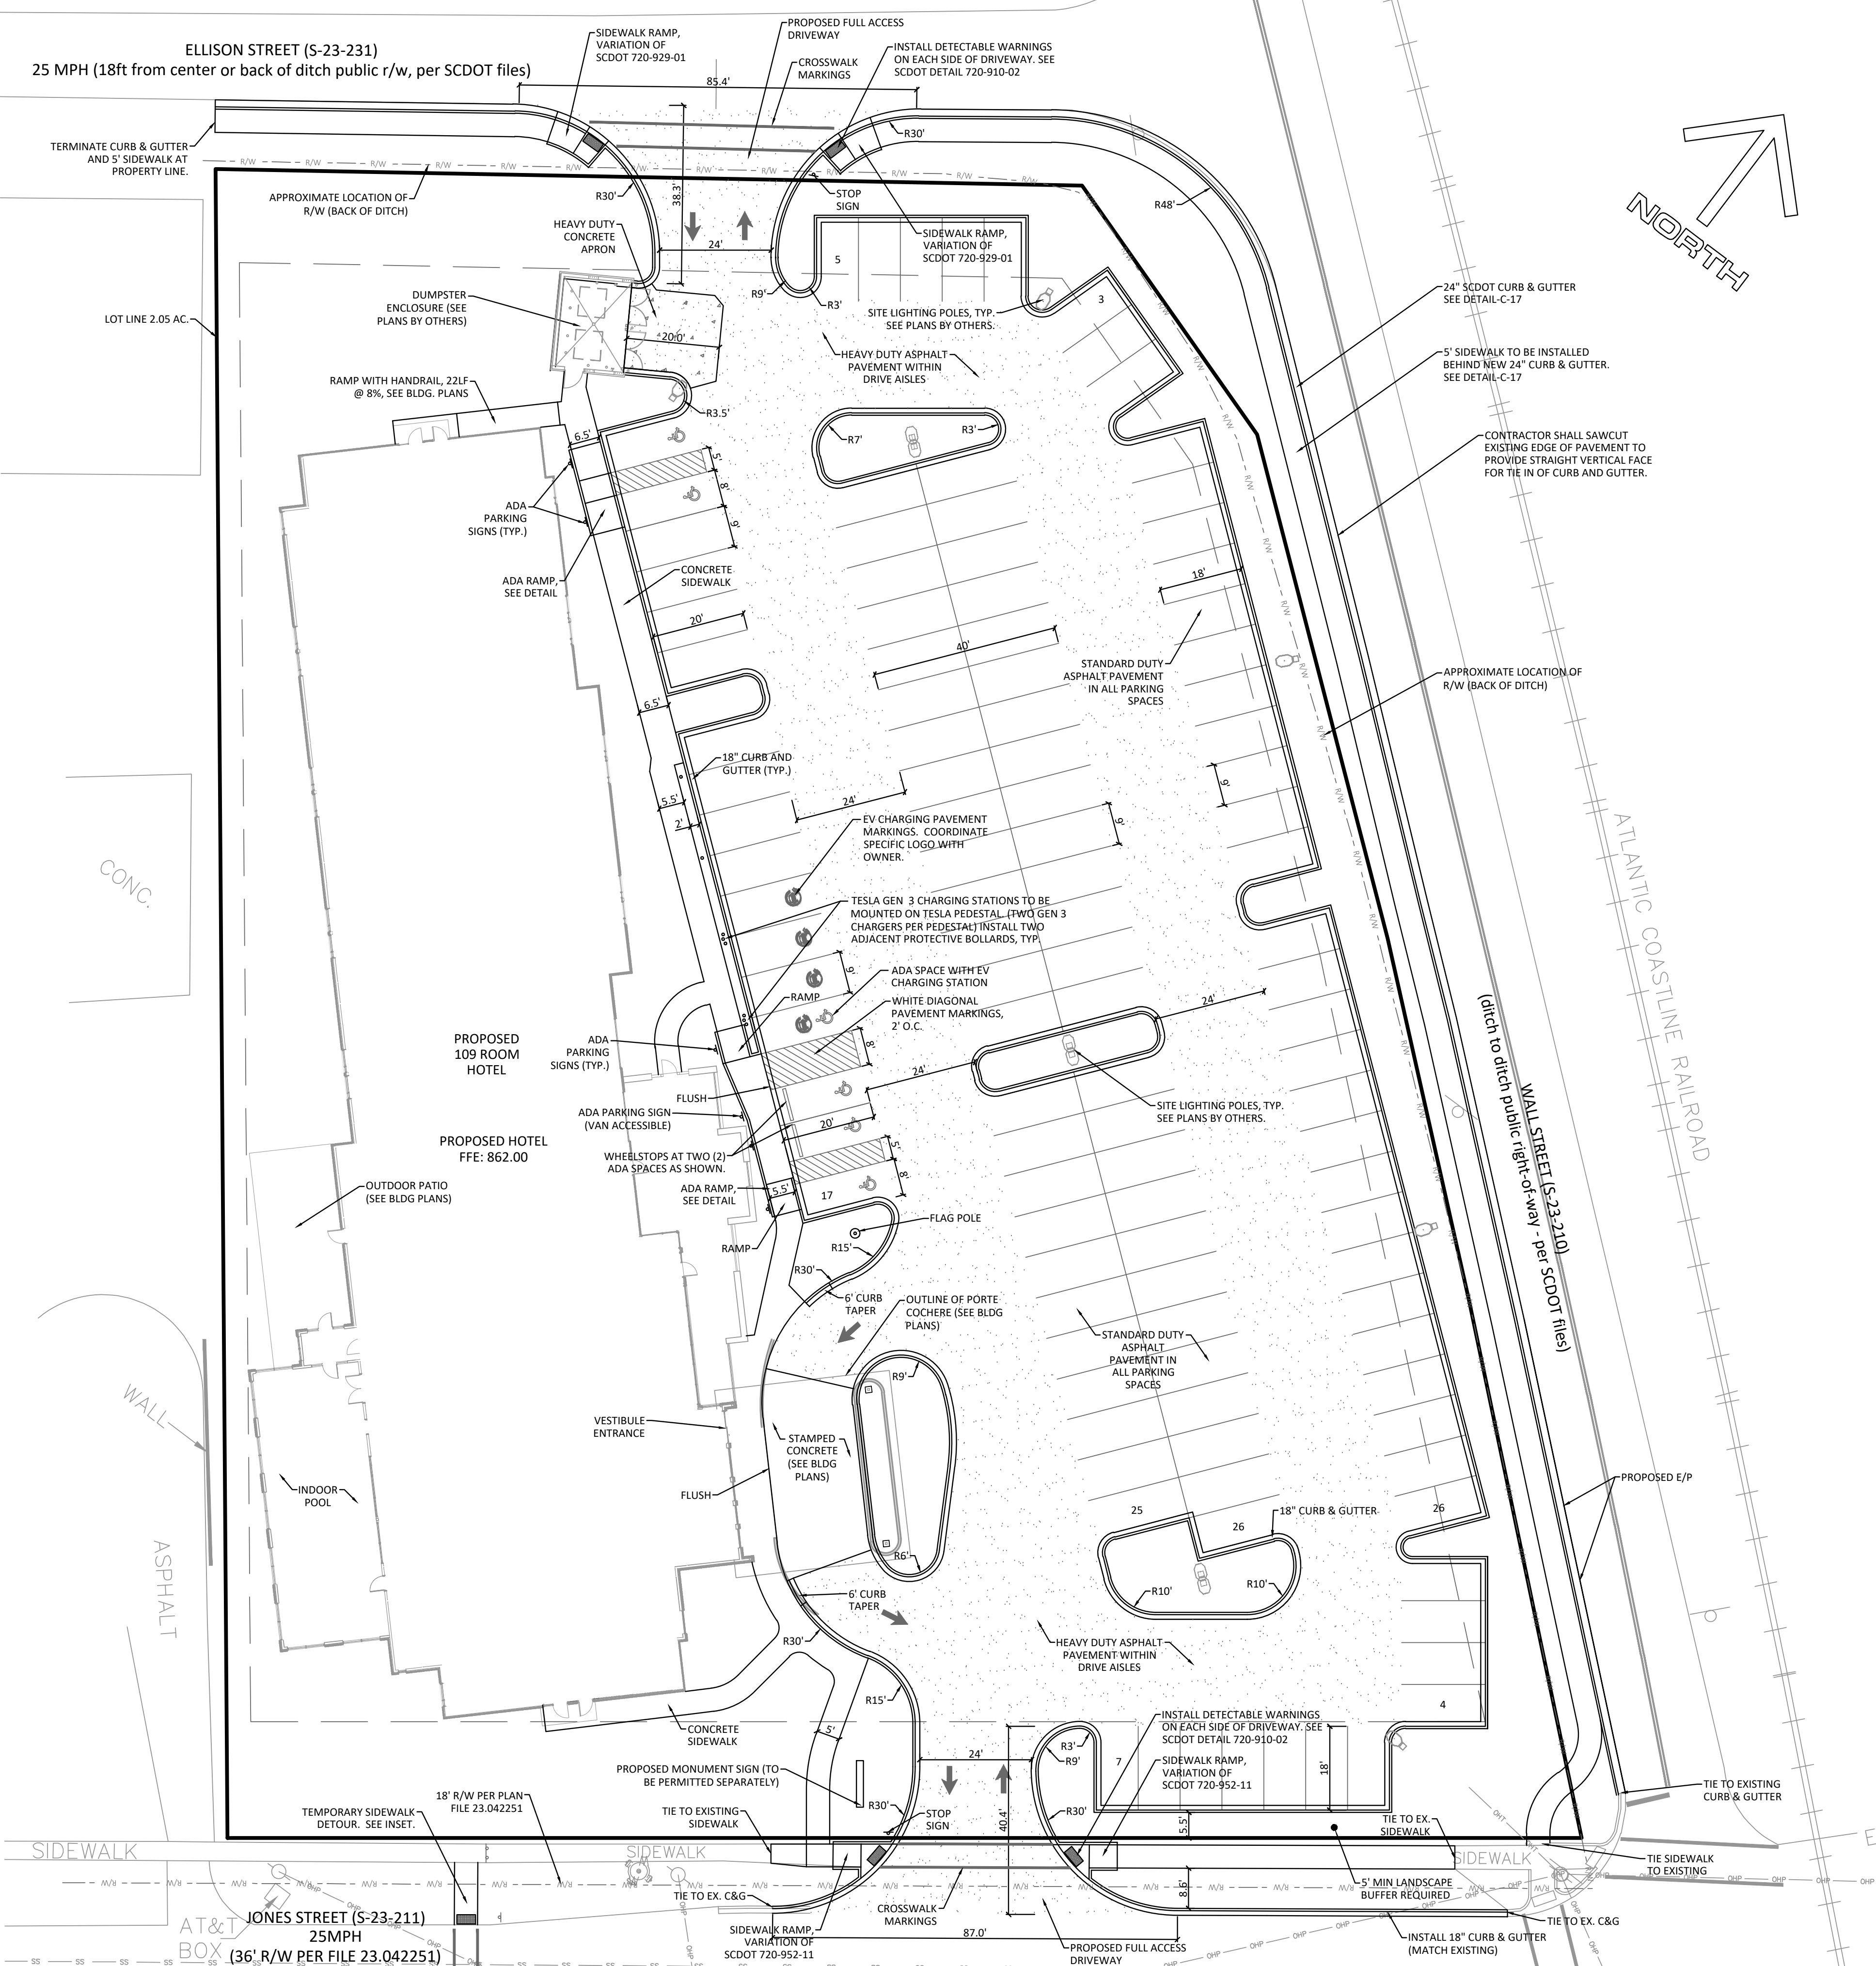 ELLISON STREET (S-23-231)
25 MPH (18ft from center or back of ditch public r/w, per SCDOT files)
SIDEWALK RAMP,
VARIATION OF
SCDOT 720-929-01
PROPOSED FULL ACCESS
DRIVEWAY
CROSSWALK
MARKINGS
INSTALL DETECTABLE WARNINGS
ON EACH SIDE OF DRIVEWAY. SEE
SCDOT DETAIL 720-910-02
85.4'
TERMINATE CURB & GUTTER
AND 5' SIDEWALK AT
PROPERTY LINE.
R/W R/W R/W R/W R/W R/W R/W R/W R/W R/W R/W R/W
APPROXIMATE LOCATION OF
R/W (BACK OF DITCH)
R30'
38.3'
R30'
STOP
SIGN
R48'
NORTH
HEAVY DUTY
CONCRETE
APRON
24'
SIDEWALK RAMP,
VARIATION OF
SCDOT 720-929-01
5
R9'
R3'
3
SITE LIGHTING POLES, TYP.
SEE PLANS BY OTHERS.
DUMPSTER
ENCLOSURE (SEE
PLANS BY OTHERS)
LOT LINE 2.05 AC.
20.0'
24" SCDOT CURB & GUTTER
SEE DETAIL-C-17
HEAVY DUTY ASPHALT
PAVEMENT WITHIN
DRIVE AISLES
5' SIDEWALK TO BE INSTALLED
BEHIND NEW 24" CURB & GUTTER.
SEE DETAIL-C-17
RAMP WITH HANDRAIL, 22LF
@ 8%, SEE BLDG. PLANS
R3.5'
R7'
R3'
6.5'
5'
8'
9'
CONTRACTOR SHALL SAWCUT
EXISTING EDGE OF PAVEMENT TO
PROVIDE STRAIGHT VERTICAL FACE
FOR TIE IN OF CURB AND GUTTER.
ADA
PARKING
SIGNS (TYP.)
ADA RAMP,
SEE DETAIL
CONCRETE
SIDEWALK
18'
20'
40'
STANDARD DUTY
ASPHALT PAVEMENT
IN ALL PARKING
SPACES
APPROXIMATE LOCATION OF
R/W (BACK OF DITCH)
6.5'
18" CURB AND
GUTTER (TYP.)
5.5'
2'
24'
9'
9'
EV CHARGING PAVEMENT
MARKINGS. COORDINATE
SPECIFIC LOGO WITH
OWNER.
CONC.
ATLANTIC COASTLINE RAILROAD
TESLA GEN 3 CHARGING STATIONS TO BE
MOUNTED ON TESLA PEDESTAL. (TWO GEN 3
CHARGERS PER PEDESTAL) INSTALL TWO
ADJACENT PROTECTIVE BOLLARDS, TYP.
9'
ADA SPACE WITH EV
CHARGING STATION
RAMP
WHITE DIAGONAL
PAVEMENT MARKINGS,
2' O.C.
24'
WALL STREET (S-23-210)
(ditch to ditch public right-of-way - per SCDOT files)
PROPOSED
109 ROOM
HOTEL
ADA
PARKING
SIGNS (TYP.)
8'
24'
FLUSH
ADA PARKING SIGN
(VAN ACCESSIBLE)
20'
SITE LIGHTING POLES, TYP.
SEE PLANS BY OTHERS.
PROPOSED HOTEL
FFE: 862.00
WHEELSTOPS AT TWO (2)
ADA SPACES AS SHOWN.
5'
8'
OUTDOOR PATIO
(SEE BLDG PLANS)
ADA RAMP,
SEE DETAIL
5.5'
17
FLAG POLE
RAMP
R15'
R30'
6' CURB
TAPER
OUTLINE OF PORTE
COCHERE (SEE BLDG
PLANS)
STANDARD DUTY
ASPHALT
PAVEMENT IN
ALL PARKING
SPACES
R9'
WALL
VESTIBULE
ENTRANCE
STAMPED
CONCRETE
(SEE BLDG
PLANS)
PROPOSED E/P
INDOOR
POOL
FLUSH
25
26
18" CURB & GUTTER
26
R6'
ASPHALT
6' CURB
TAPER
R10'
R10'
R30'
HEAVY DUTY ASPHALT
PAVEMENT WITHIN
DRIVE AISLES
R15'
4
CONCRETE
SIDEWALK
5'
INSTALL DETECTABLE WARNINGS
ON EACH SIDE OF DRIVEWAY. SEE
SCDOT DETAIL 720-910-02
24'
R3'
R9'
7
18'
SIDEWALK RAMP,
VARIATION OF
SCDOT 720-952-11
PROPOSED MONUMENT SIGN (TO
BE PERMITTED SEPARATELY)
18' R/W PER PLAN
FILE 23.042251
TIE TO EXISTING
CURB & GUTTER
TEMPORARY SIDEWALK
DETOUR. SEE INSET.
TIE TO EXISTING
SIDEWALK
R30'
STOP
SIGN
40.4'
R30'
5.5'
TIE TO EX.
SIDEWALK
OHT
SIDEWALK
SIDEWALK
SIDEWALK
TIE SIDEWALK
TO EXISTING
R/W R/W R/W R/W R/W R/W R/W R/W R/W R/W
8.6'
5' MIN LANDSCAPE
BUFFER REQUIRED
TIE TO EX. C&G
CROSSWALK
MARKINGS
TIE TO EX. C&G
AT&T
BOX
JONES STREET (S-23-211)
25MPH
(36' R/W PER FILE 23.042251)
SIDEWALK RAMP,
VARIATION OF
SCDOT 720-952-11
87.0'
PROPOSED FULL ACCESS
DRIVEWAY
INSTALL 18" CURB & GUTTER
(MATCH EXISTING)
OHP OHP OHP OHP OHP
SS SS SS SS SS SS SS